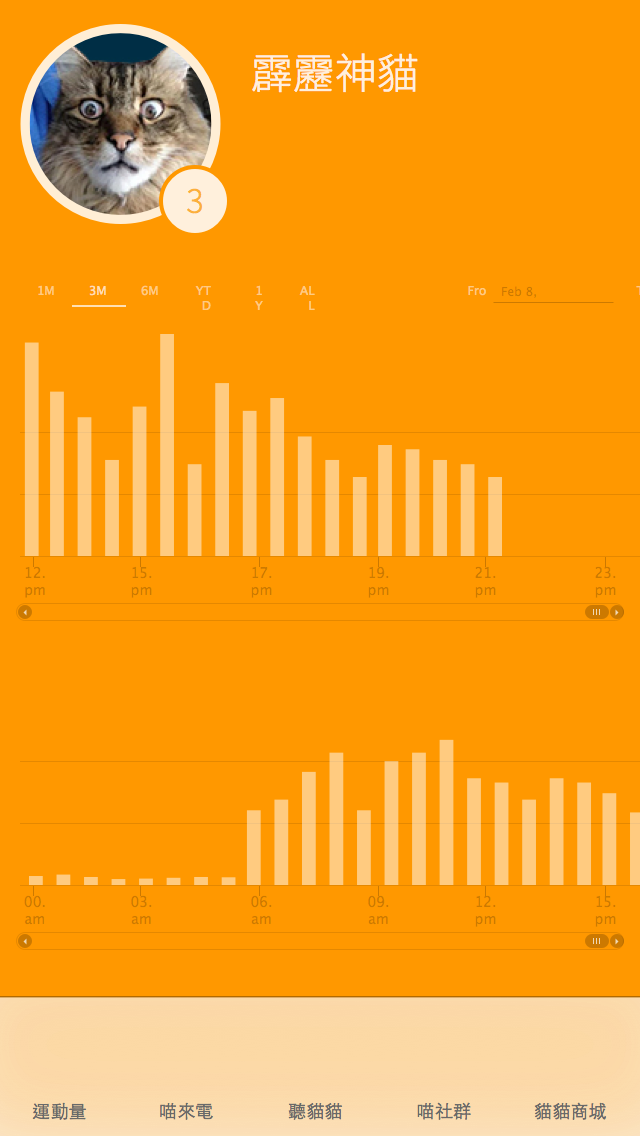 霹靂神貓
3
1M 3M 6M YT 1 AL Fro Feb 8,
D Y L
12. 15. 17. 19. 21. 23.
pm pm pm pm pm pm
00. 03. 06. 09. 12. 15.
am am am am pm pm
運動量 喵來電 聽貓貓 喵社群 貓貓商城